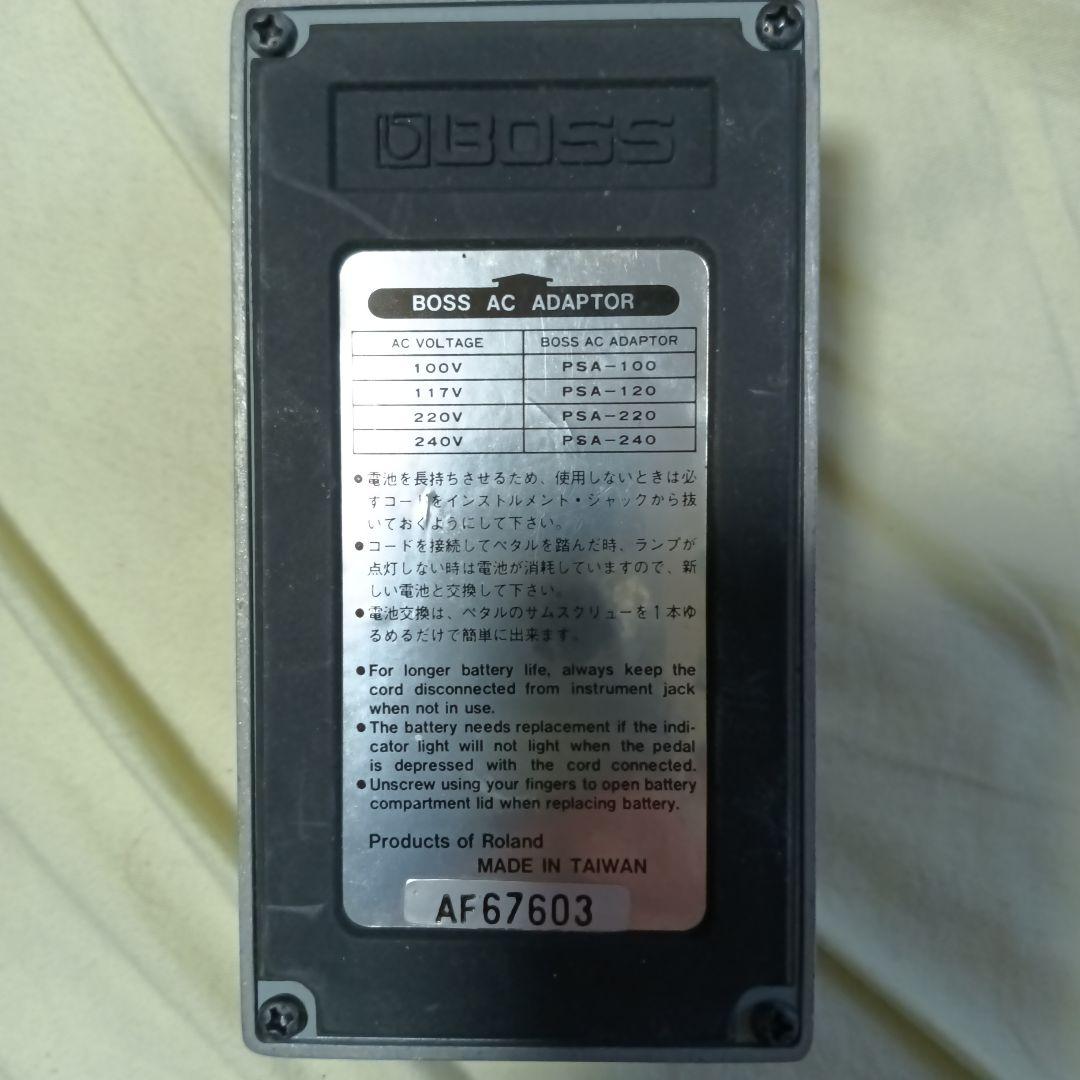 BOSS
BOSS AC ADAPTOR
AC VOLTAGE BOSS AC ADAPTOR
100V PSA-100
117V PSA-120
220V PSA-220
240V PSA-240
●電池を長持ちさせるため、使用しないときは必
すコードをインストルメント・ジャックから抜
いておくようにして下さい。
●コードを接続してペタルを踏んだ時、ランプが
点灯しない時は電池が消耗していますので、新
しい電池と交換して下さい。
●電池交換は、ペタルのサムスクリューを1本ゆ
るめるだけで簡単に出来ます。
●For longer battery life, always keep the
cord disconnected from instrument jack
when not in use.
●The battery needs replacement if the indi-
cator light will not light when the pedal
is depressed with the cord connected.
●Unscrew using your fingers to open battery
compartment lid when replacing battery.
Products of Roland
MADE IN TAIWAN
AF67603